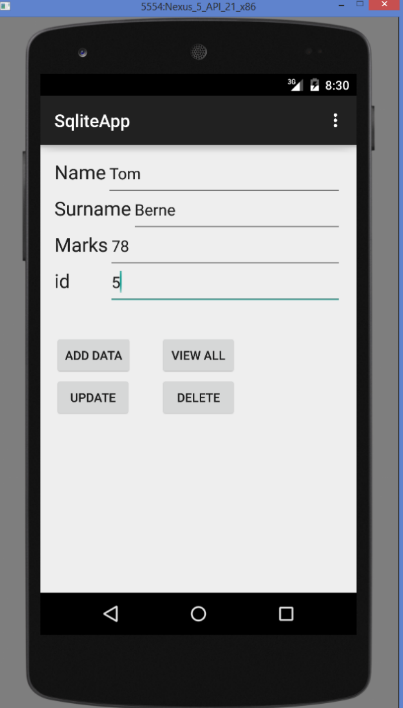 5554:Nexus_5_API_21_x86
3G 8:30
SqliteApp
Name Tom
Surname Berne
Marks 78
id 5
ADD DATA VIEW ALL
UPDATE DELETE